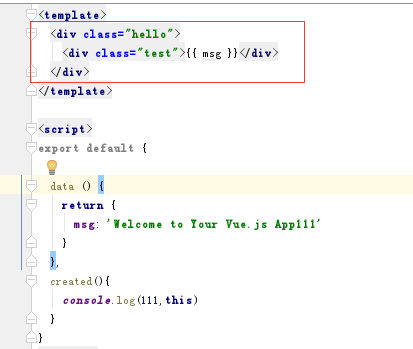 <template>
<div class="hello">
<div class="test">{{ msg }}</div>
</div>
</template>
<script>
export default {
data () {
return {
msg: 'Welcome to Your Vue.js App111'
}
},
created(){
console.log(111,this)
}
}